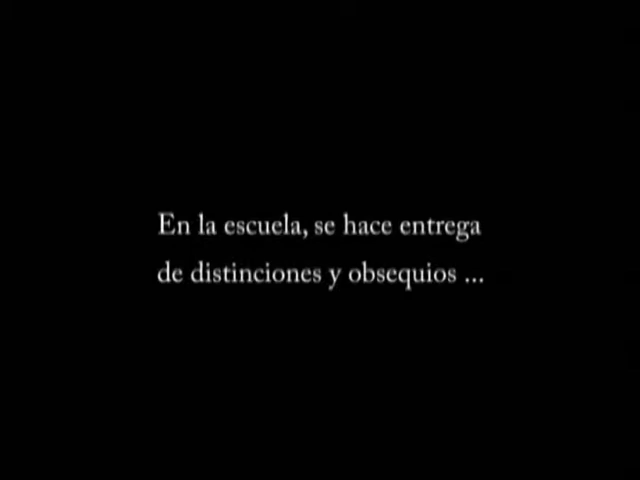 En la escuela, se hace entrega
de distinciones y obsequios ...